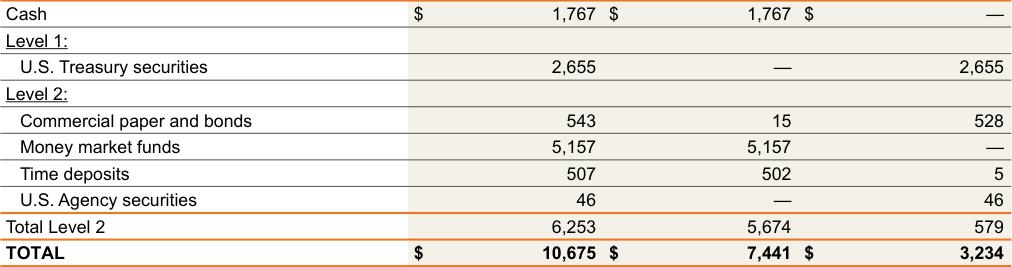 Cash $ 1,767 $ 1,767 $ —
Level 1:
U.S. Treasury securities 2,655 — 2,655
Level 2:
Commercial paper and bonds 543 15 528
Money market funds 5,157 5,157 —
Time deposits 507 502 5
U.S. Agency securities 46 — 46
Total Level 2 6,253 5,674 579
TOTAL $ 10,675 $ 7,441 $ 3,234